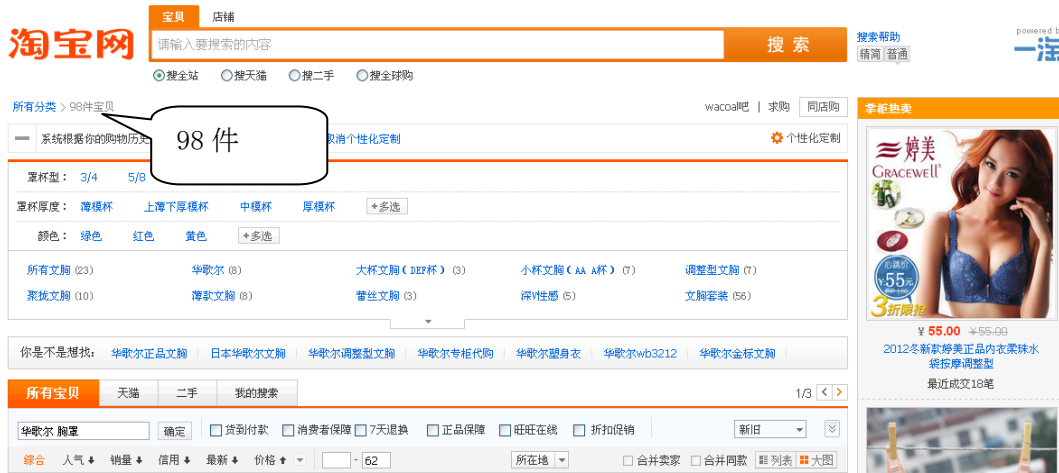 宝贝 店铺
淘宝网
请输入要搜索的内容
搜 索
搜索帮助
精简 普通
powered b
一淘
搜全站 搜天猫 搜二手 搜全球购
所有分类 > 98件宝贝
wacoal吧 | 求购 同店购
掌柜热卖
98 件
系统根据你的购物历史
取消个性化定制
个性化定制
罩杯型： 3/4 5/8
罩杯厚度： 薄模杯 上薄下厚模杯 中模杯 厚模杯 +多选
颜色： 绿色 红色 黄色 +多选
所有文胸 (23) 华歌尔 (8) 大杯文胸（DEF杯） (3) 小杯文胸（AA A杯） (7) 调整型文胸 (7)
聚拢文胸 (10) 薄款文胸 (8) 蕾丝文胸 (3) 深V性感 (5) 文胸套装 (56)
婷美
GRACEWELL
心跳价
¥55元
3折限抢
¥ 55.00 ¥55.00
2012冬新款婷美正品内衣柔珠水
袋按摩调整型
最近成交18笔
你是不是想找： 华歌尔正品文胸 日本华歌尔文胸 华歌尔调整型文胸 华歌尔专柜代购 华歌尔塑身衣 华歌尔wb3212 华歌尔金标文胸
所有宝贝 天猫 二手 我的搜索
1/3 < >
华歌尔 胸罩 确定 货到付款 消费者保障 7天退换 正品保障 旺旺在线 折扣促销 新旧
综合 人气 销量 信用 最新 价格 - 62 所在地 合并卖家 合并同款 列表 大图